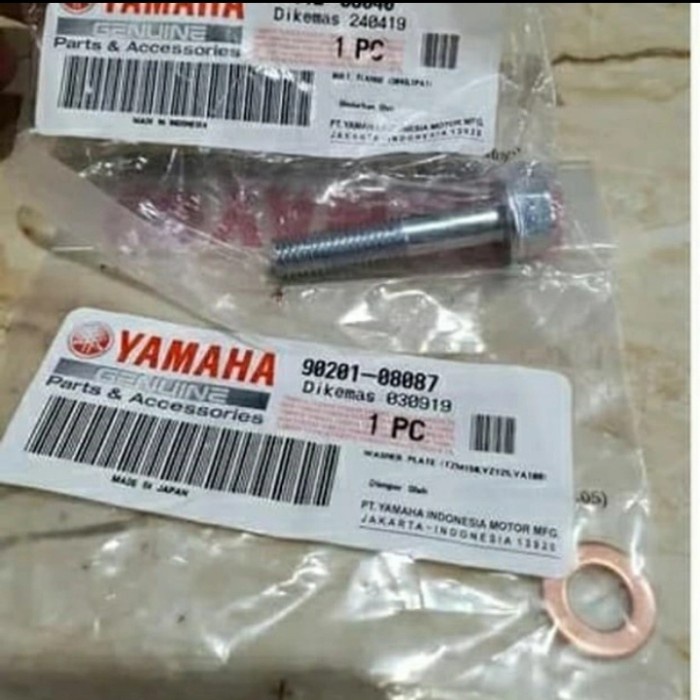 YAMAHA
GENUINE
Parts & Accessories
Dikemas 240419
1 PC
MADE IN INDONESIA
PT. YAMAHA INDONESIA MOTOR MFG.
JAKARTA-INDONESIA 13920
YAMAHA
GENUINE
Parts & Accessories
MADE IN JAPAN
90201-08087
Dikemas 030919
1 PC
WASHER PLATE
PT. YAMAHA INDONESIA MOTOR MFG.
JAKARTA-INDONESIA 13920